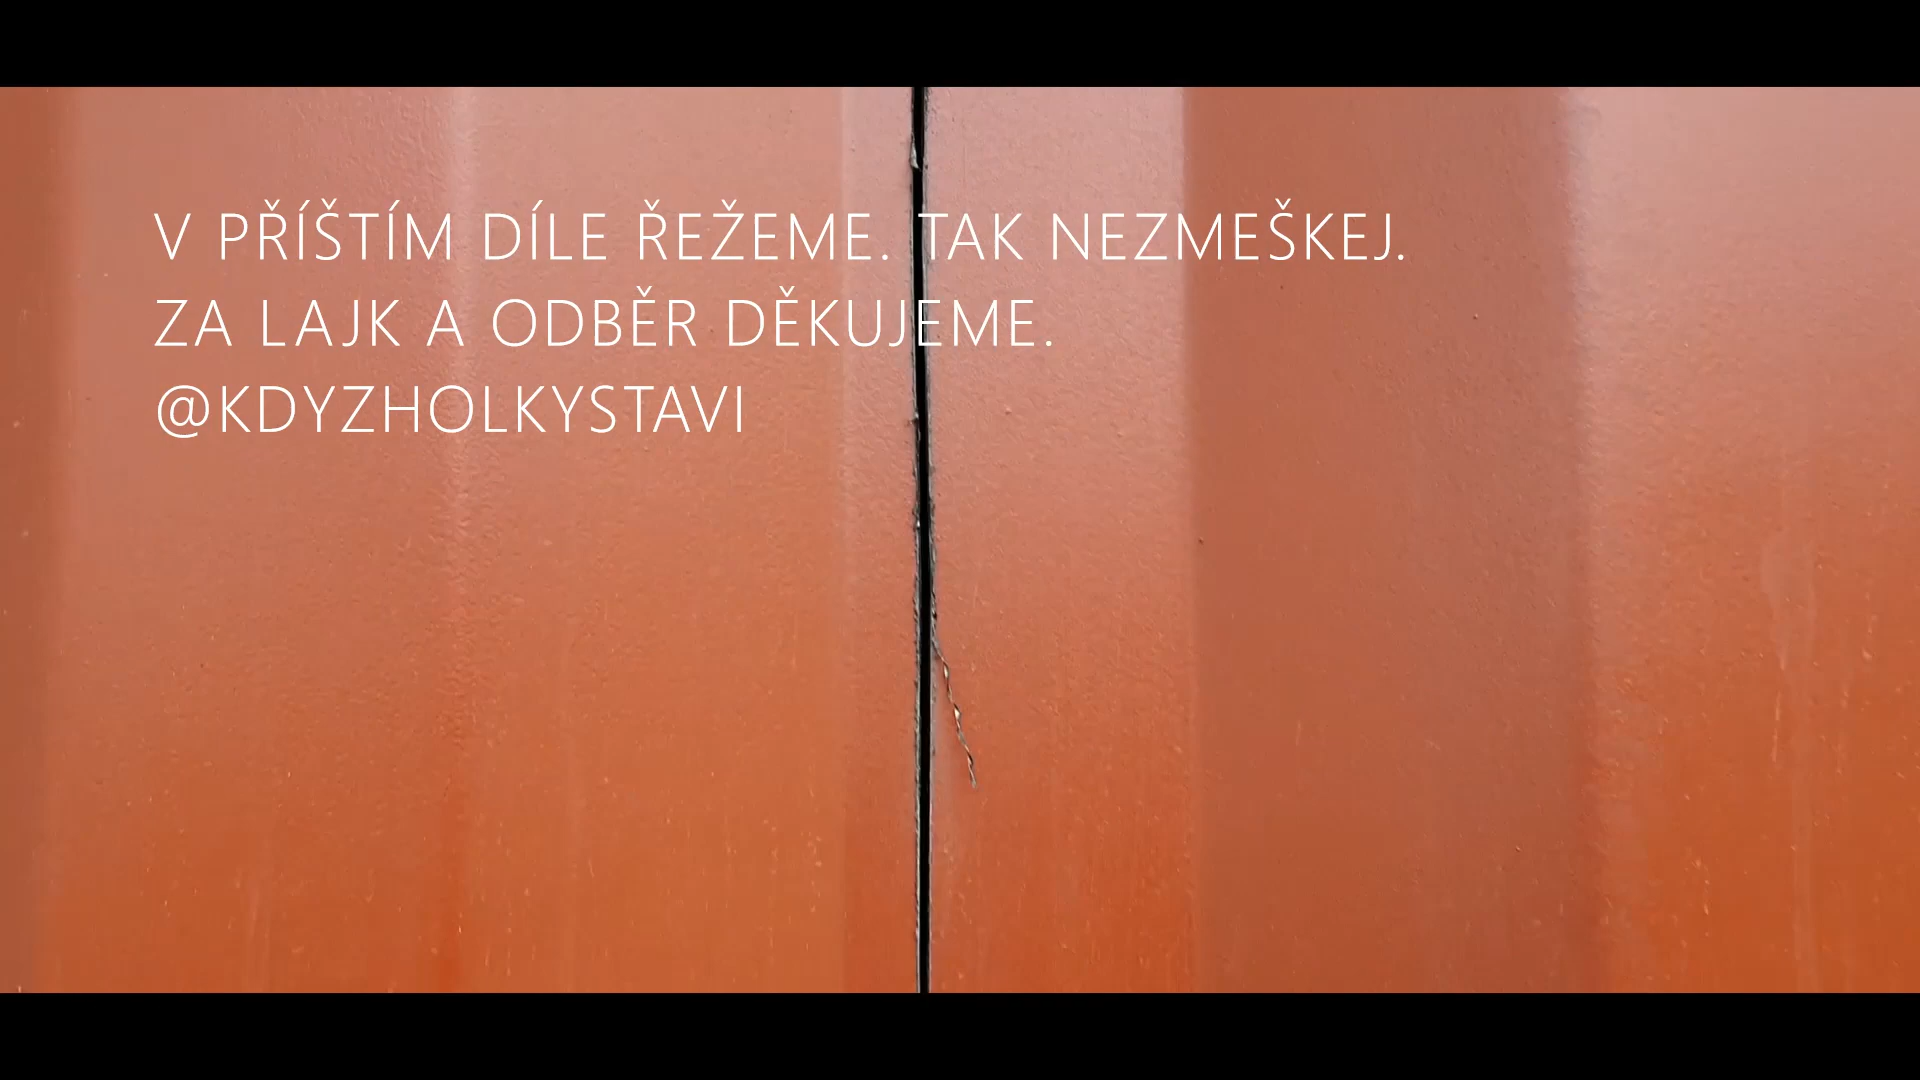 V PŘÍŠTÍM DÍLE ŘEŽEME. TAK NEZMEŠKEJ.
ZA LAJK A ODBĚR DĚKUJEME.
@KDYZHOLKYSTAVI